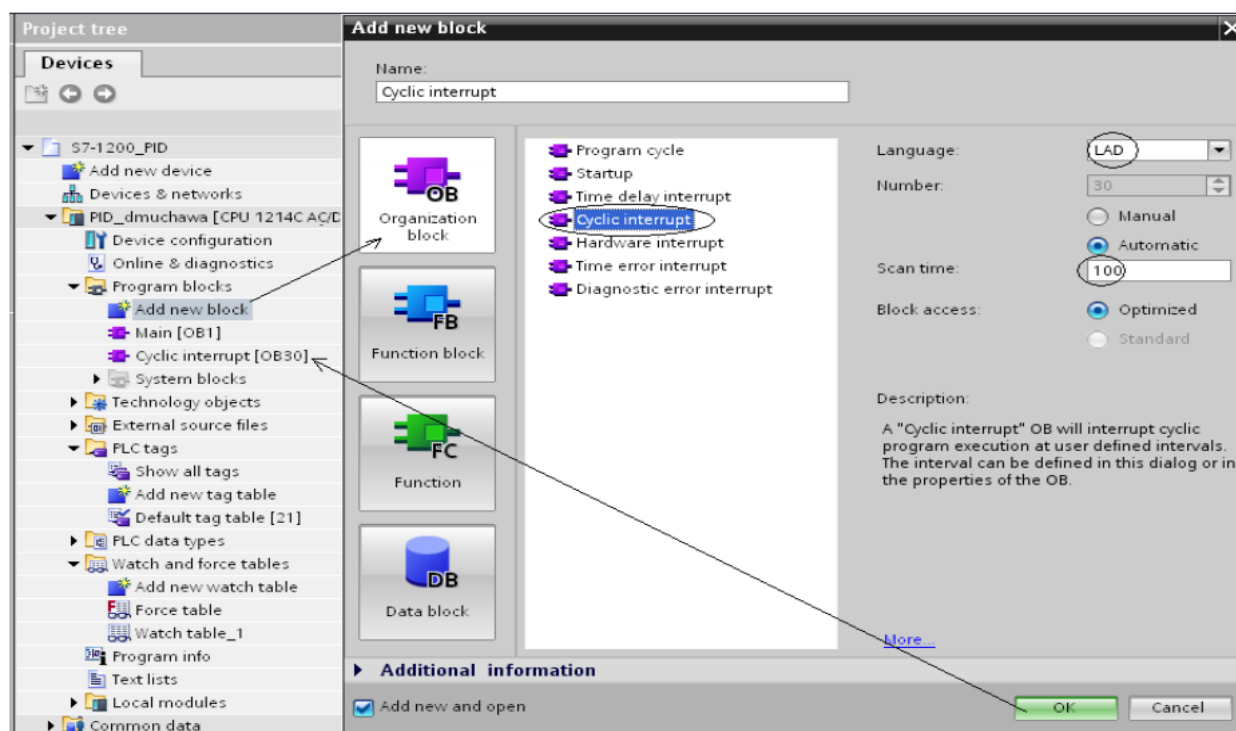 Project tree
Devices
S7-1200_PID
Add new device
Devices & networks
PID_dmuchawa [CPU 1214C AC/D
Device configuration
Online & diagnostics
Program blocks
Add new block
Main [OB1]
Cyclic interrupt [OB30]
System blocks
Technology objects
External source files
PLC tags
Show all tags
Add new tag table
Default tag table [21]
PLC data types
Watch and force tables
Add new watch table
Force table
Watch table_1
Program info
Text lists
Local modules
Common data
Add new block
Name:
Cyclic interrupt
OB
Organization
block
FB
Function block
FC
Function
DB
Data block
Program cycle
Startup
Time delay interrupt
Cyclic interrupt
Hardware interrupt
Time error interrupt
Diagnostic error interrupt
Language:
LAD
Number:
30
Manual
Automatic
Scan time:
100
Block access:
Optimized
Standard
Description:
A "Cyclic interrupt" OB will interrupt cyclic
program execution at user defined intervals.
The interval can be defined in this dialog or in
the properties of the OB.
More...
Additional information
Add new and open
OK
Cancel